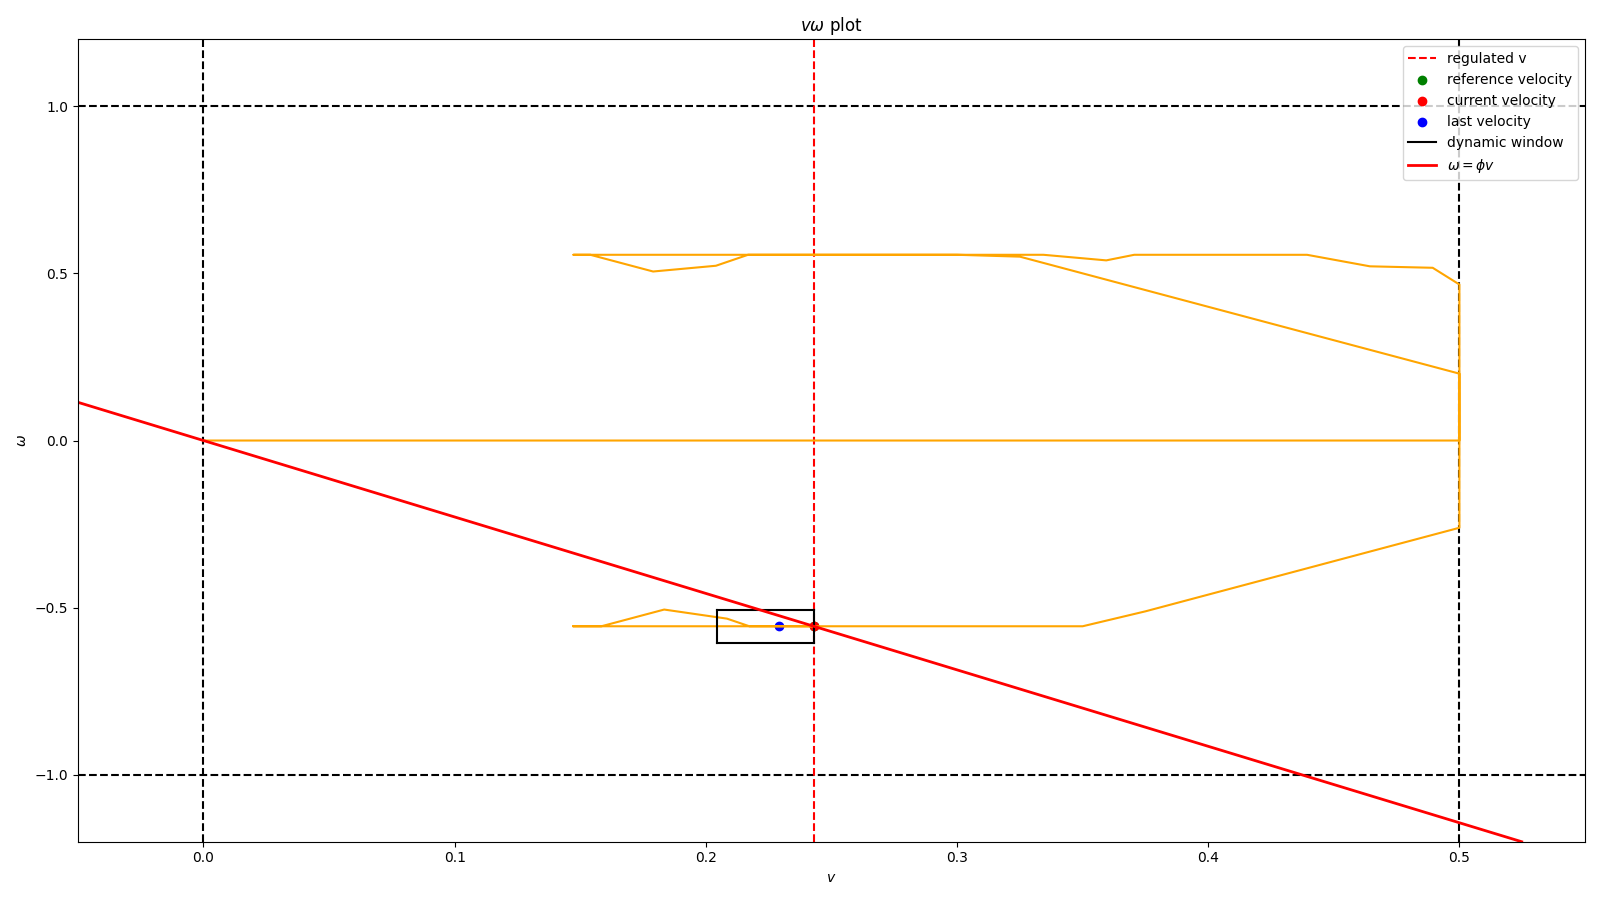 vω plot
regulated v
reference velocity
current velocity
last velocity
dynamic window
ω = ϕv
1.0
0.5
0.0
−0.5
−1.0
ω
0.0 0.1 0.2 0.3 0.4 0.5
v